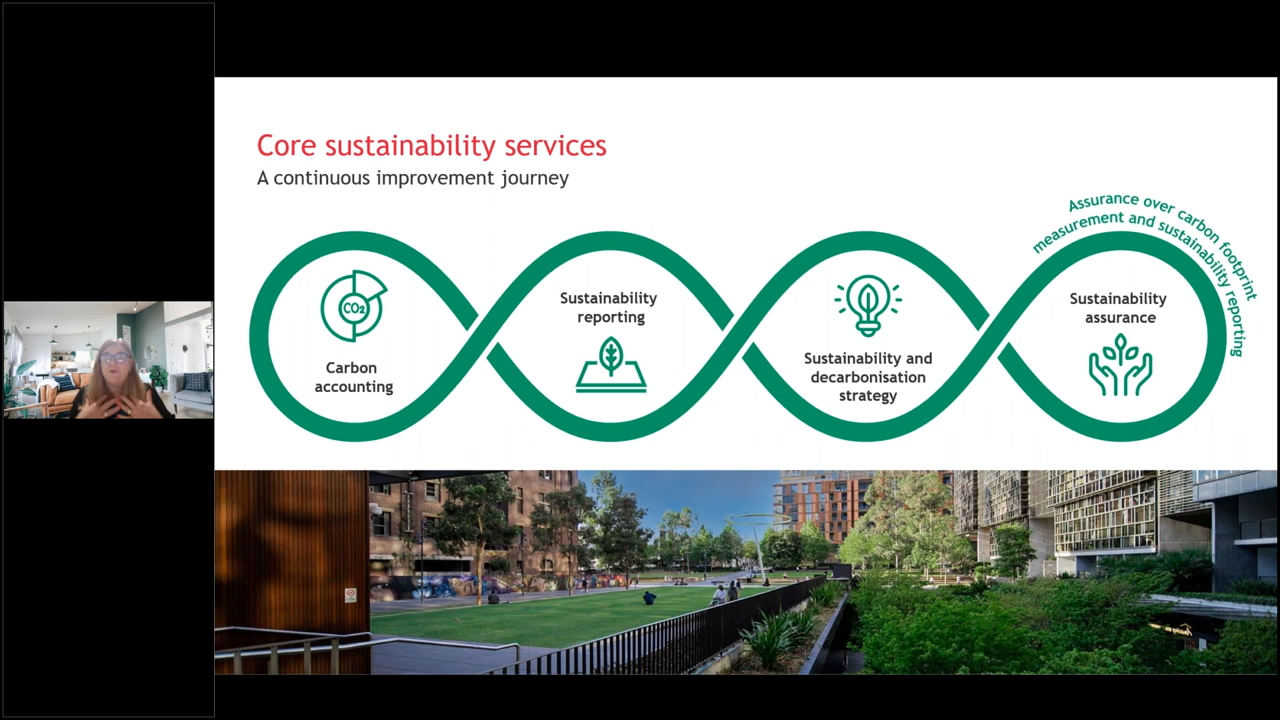 Core sustainability services
A continuous improvement journey
CO₂
Carbon
accounting
Sustainability
reporting
Sustainability and
decarbonisation
strategy
Sustainability
assurance
Assurance over carbon footprint
measurement and sustainability reporting